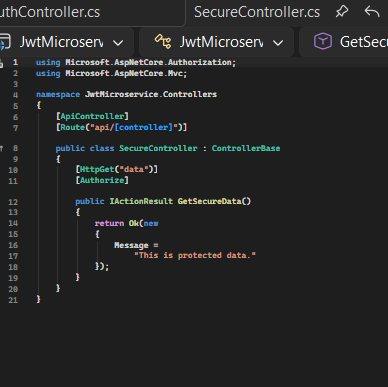 uthController.cs
SecureController.cs
JwtMicroserv
JwtMicroserv
GetSecu
1 using Microsoft.AspNetCore.Authorization;
2 using Microsoft.AspNetCore.Mvc;
3
4 namespace JwtMicroservice.Controllers
5 {
6 [ApiController]
7 [Route("api/[controller]")]
8 public class SecureController : ControllerBase
9 {
10 [HttpGet("data")]
11 [Authorize]
12 public IActionResult GetSecureData()
13 {
14 return Ok(new
15 {
16 Message =
17 "This is protected data."
18 });
19 }
20 }
21 }